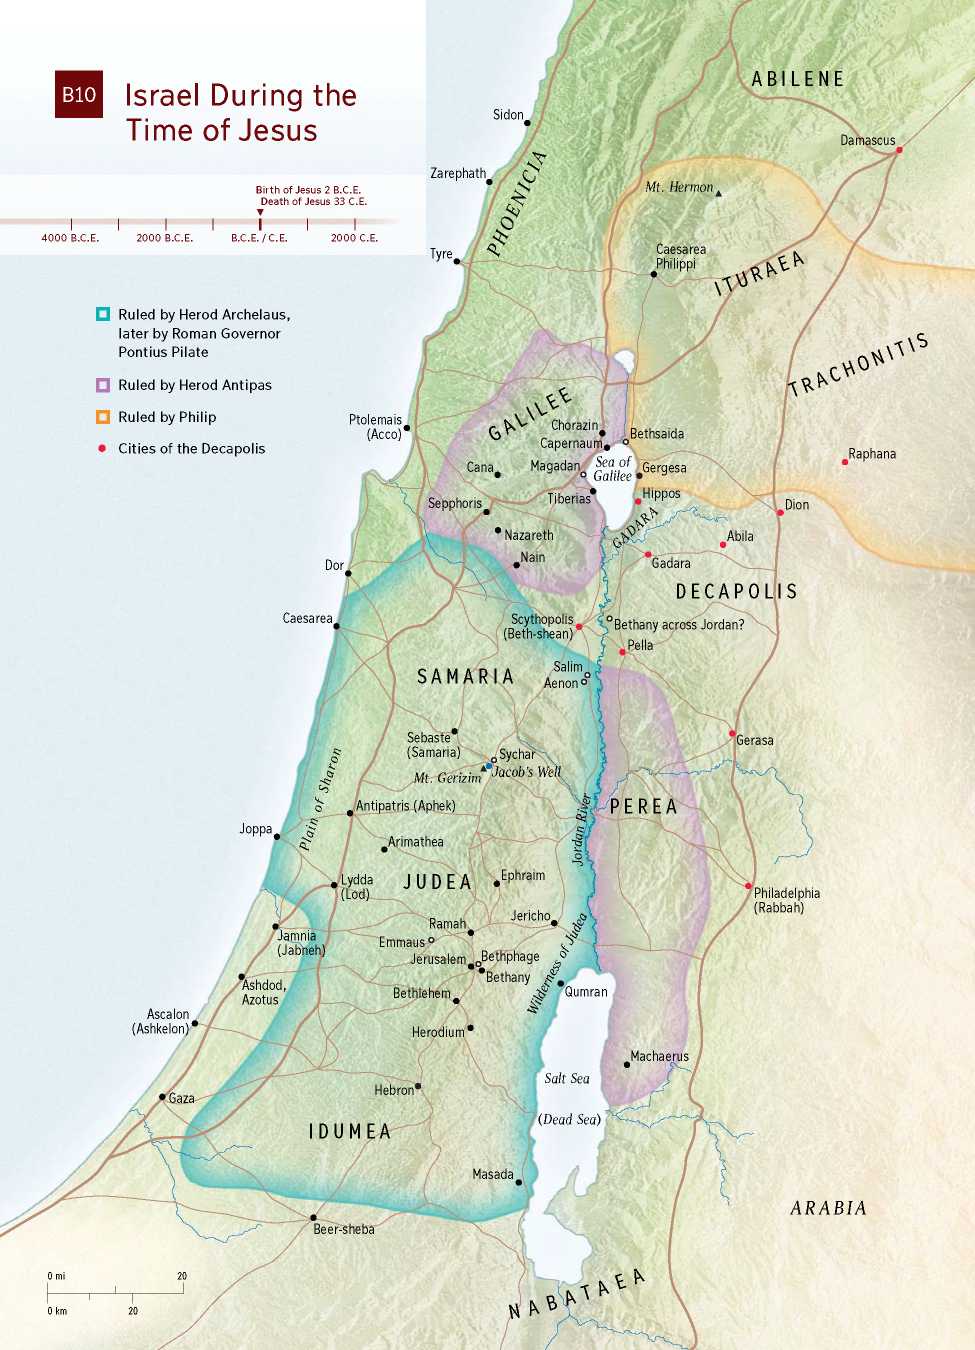 B10
Israel During the
Time of Jesus
Birth of Jesus 2 B.C.E.
Death of Jesus 33 C.E.
4000 B.C.E.
2000 B.C.E.
B.C.E. / C.E.
2000 C.E.
Ruled by Herod Archelaus,
later by Roman Governor
Pontius Pilate
Ruled by Herod Antipas
Ruled by Philip
Cities of the Decapolis
ABILENE
Sidon
Damascus
Zarephath
PHOENICIA
Mt. Hermon
Tyre
Caesarea
Philippi
ITURAEA
TRACHONITIS
Ptolemais
(Acco)
GALILEE
Chorazin
Bethsaida
Capernaum
Cana
Magadan
Sea of
Galilee
Gergesa
Raphana
Sepphoris
Tiberias
Hippos
Dion
GADARA
Nazareth
Abila
Nain
Gadara
Dor
DECAPOLIS
Caesarea
Scythopolis
(Beth-shean)
Bethany across Jordan?
Pella
SAMARIA
Salim
Aenon
Sebaste
(Samaria)
Gerasa
Sychar
Jacob's Well
Mt. Gerizim
Plain of Sharon
Antipatris (Aphek)
PEREA
Jordan River
Joppa
Arimathea
Lydda
(Lod)
JUDEA
Ephraim
Philadelphia
(Rabbah)
Jericho
Ramah
Jamnia
(Jabneh)
Emmaus
Jerusalem
Bethphage
Bethany
Wilderness of Judea
Ashdod,
Azotus
Bethlehem
Qumran
Ascalon
(Ashkelon)
Herodium
Machaerus
Salt Sea
(Dead Sea)
Hebron
Gaza
IDUMEA
Masada
ARABIA
Beer-sheba
NABATAEA
0 mi
20
0 km
20